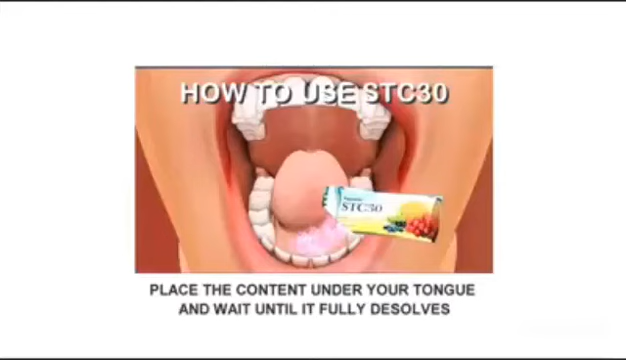 HOW TO USE STC30
STC30
PLACE THE CONTENT UNDER YOUR TONGUE
AND WAIT UNTIL IT FULLY DESOLVES